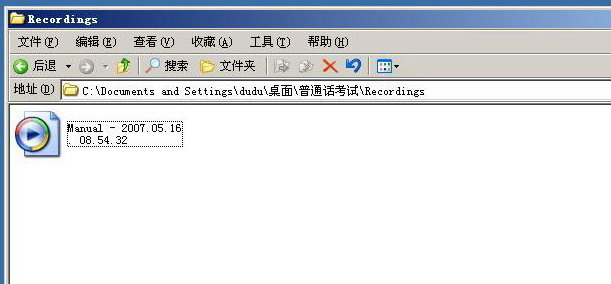 Recordings
文件(F) 编辑(E) 查看(V) 收藏(A) 工具(T) 帮助(H)
后退 搜索 文件夹
地址(D) C:\Documents and Settings\dudu\桌面\普通话考试\Recordings
Manual - 2007.05.16
08.54.32